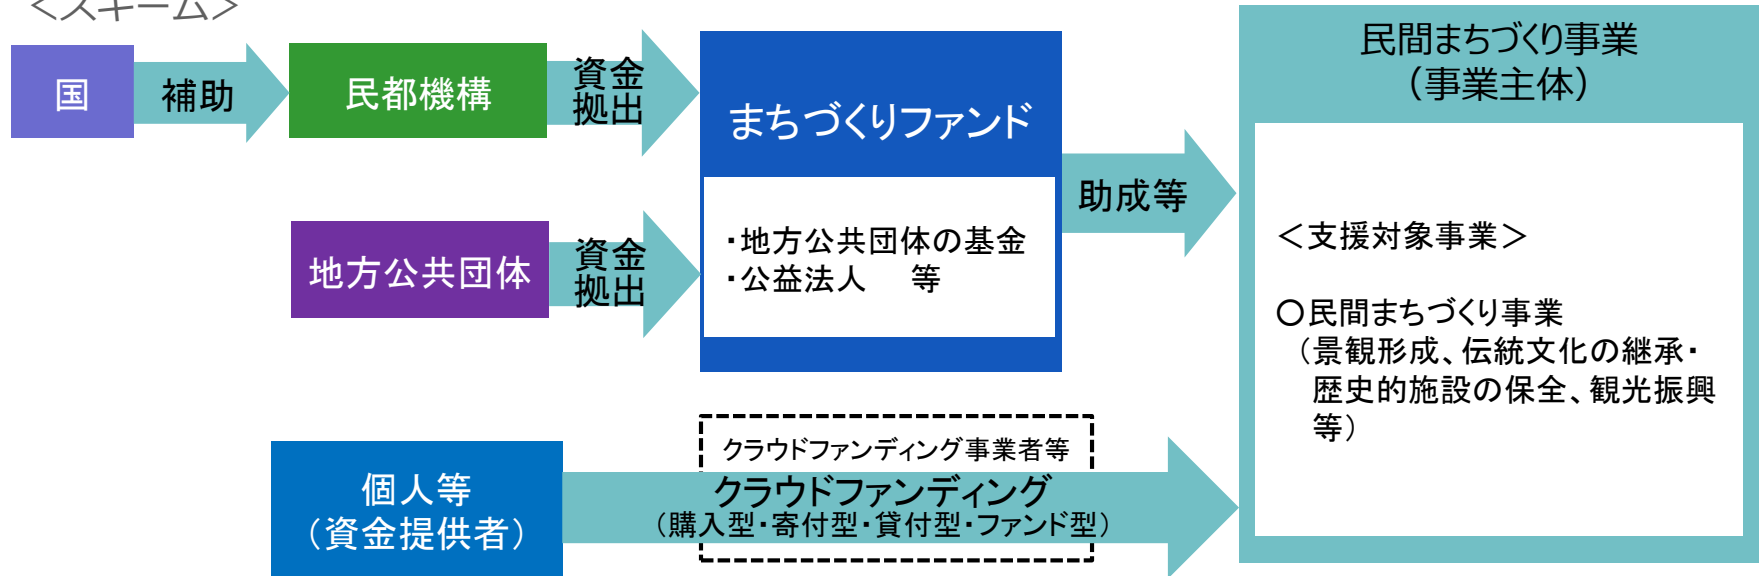 ＜スキーム＞
国
補助
民都機構
資金
拠出
地方公共団体
資金
拠出
まちづくりファンド
・地方公共団体の基金
・公益法人　等
助成等
個人等
（資金提供者）
クラウドファンディング事業者等
クラウドファンディング
（購入型・寄付型・貸付型・ファンド型）
民間まちづくり事業
（事業主体）
＜支援対象事業＞
○民間まちづくり事業
（景観形成、伝統文化の継承・
歴史的施設の保全、観光振興
等）